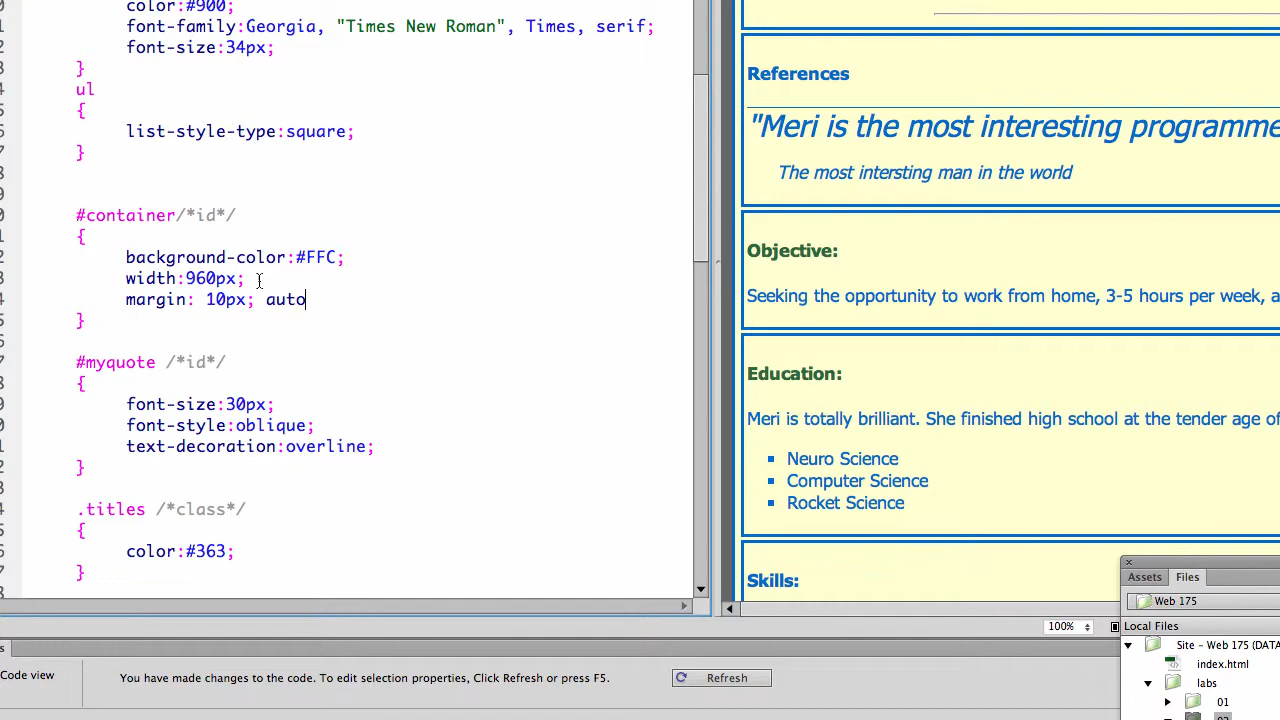 color:#900;
font-family:Georgia, "Times New Roman", Times, serif;
font-size:34px;
}
ul
{
list-style-type:square;
}
#container/*id*/
{
background-color:#FFC;
width:960px;
margin: 10px; auto
}
#myquote /*id*/
{
font-size:30px;
font-style:oblique;
text-decoration:overline;
}
.titles /*class*/
{
color:#363;
}
References
"Meri is the most interesting programme
The most intersting man in the world
Objective:
Seeking the opportunity to work from home, 3-5 hours per week, a
Education:
Meri is totally brilliant. She finished high school at the tender age of
Neuro Science
Computer Science
Rocket Science
Skills:
100%
Code view
You have made changes to the code. To edit selection properties, Click Refresh or press F5.
Refresh
Assets Files
Web 175
Local Files
Site - Web 175 (DATA
index.html
labs
01